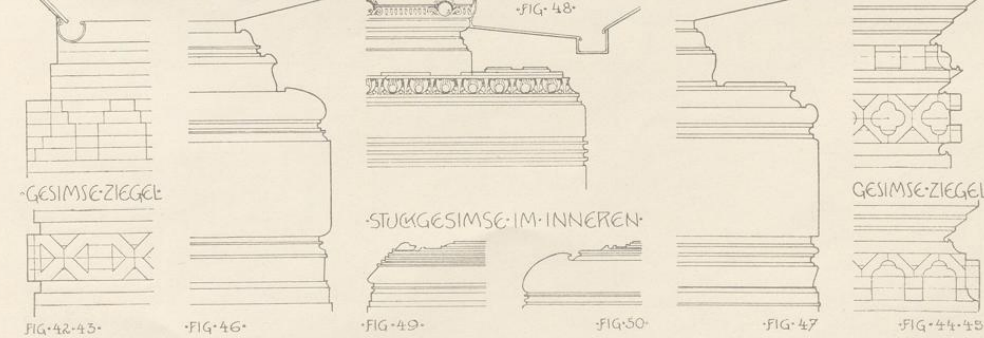 ·FIG· 48·
·GESIMSE·ZIEGEL·
·STUCKGESIMSE·IM·INNEREN·
GESIMSE·ZIEGEL
FIG·42·43·
·FIG·46·
·FIG·49·
·FIG·50·
·FIG· 47
·FIG·44·45